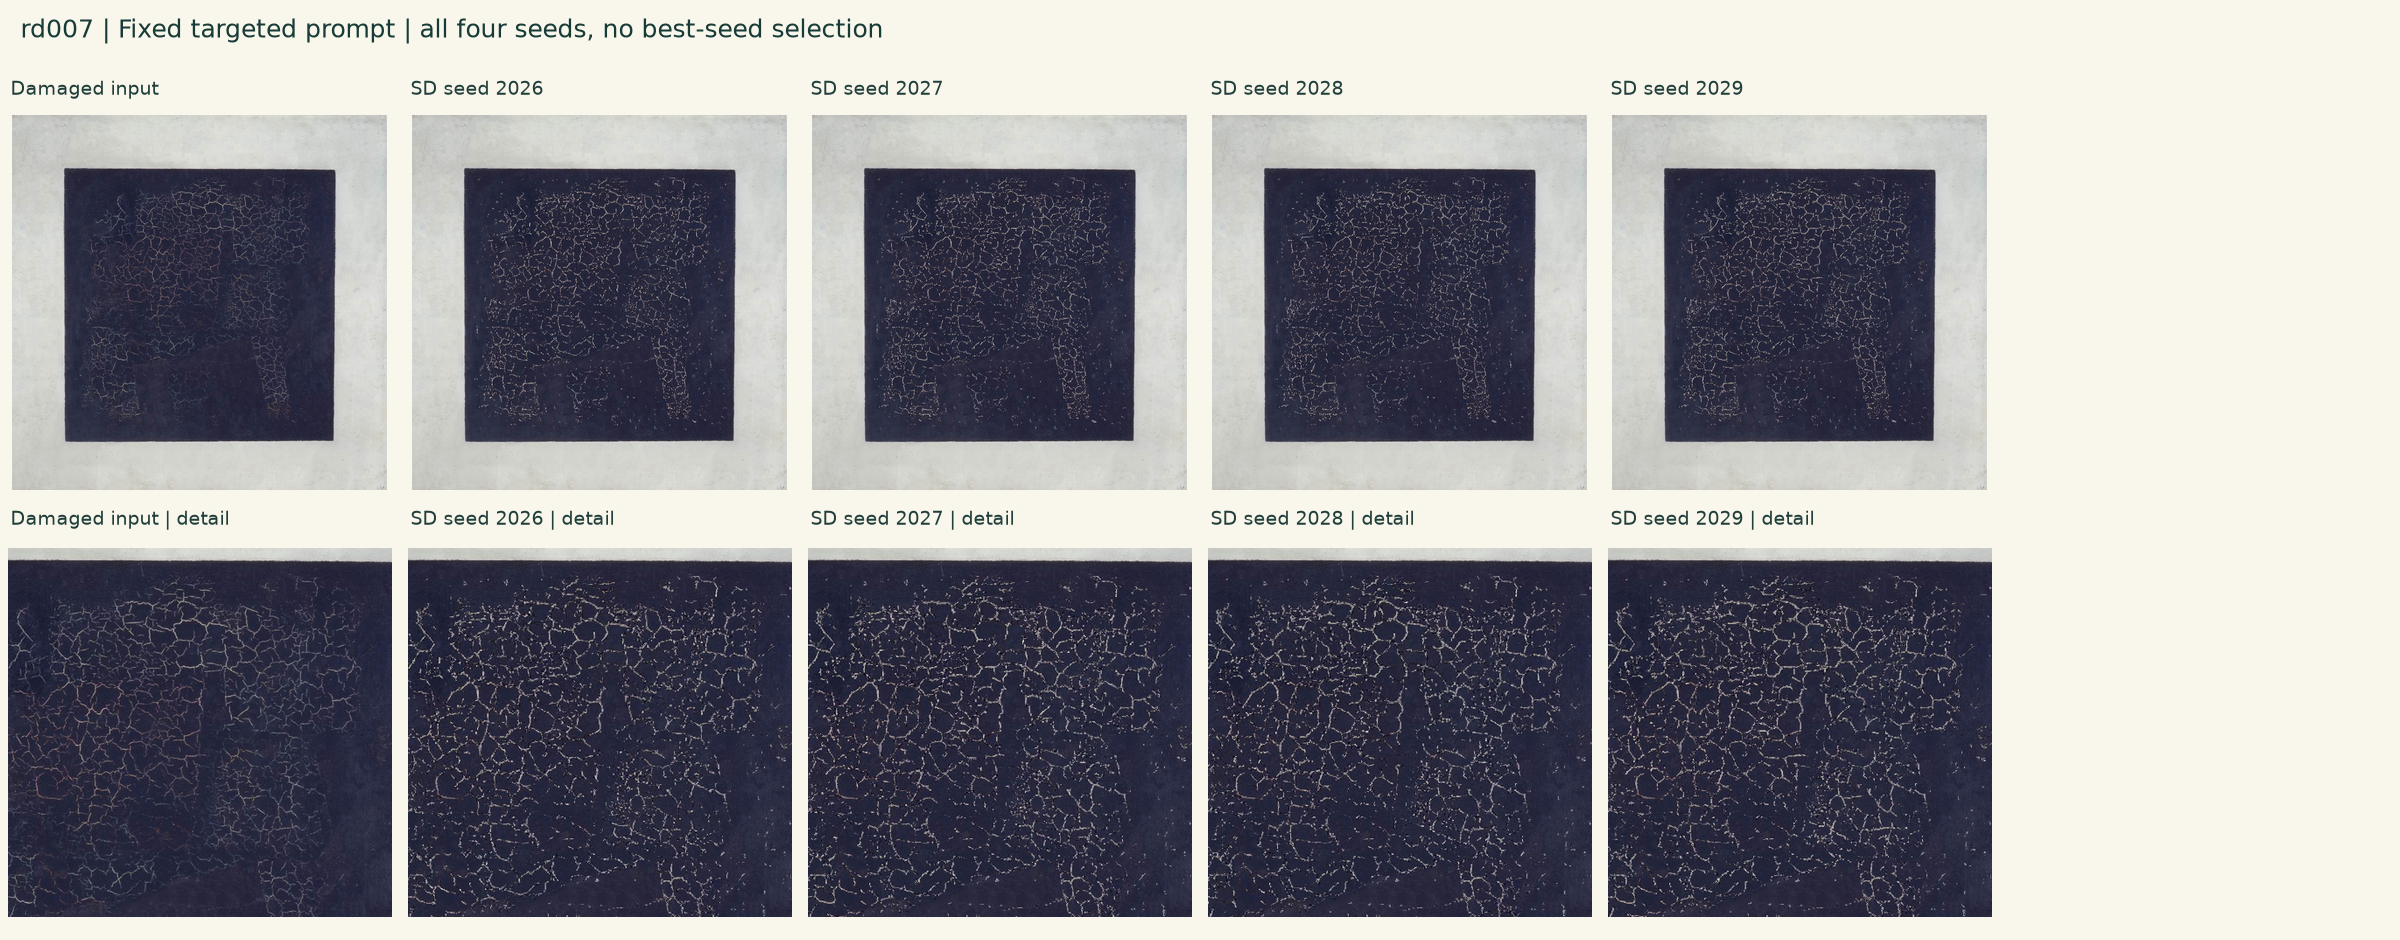 rd007 | Fixed targeted prompt | all four seeds, no best-seed selection
Damaged input
SD seed 2026
SD seed 2027
SD seed 2028
SD seed 2029
Damaged input | detail
SD seed 2026 | detail
SD seed 2027 | detail
SD seed 2028 | detail
SD seed 2029 | detail